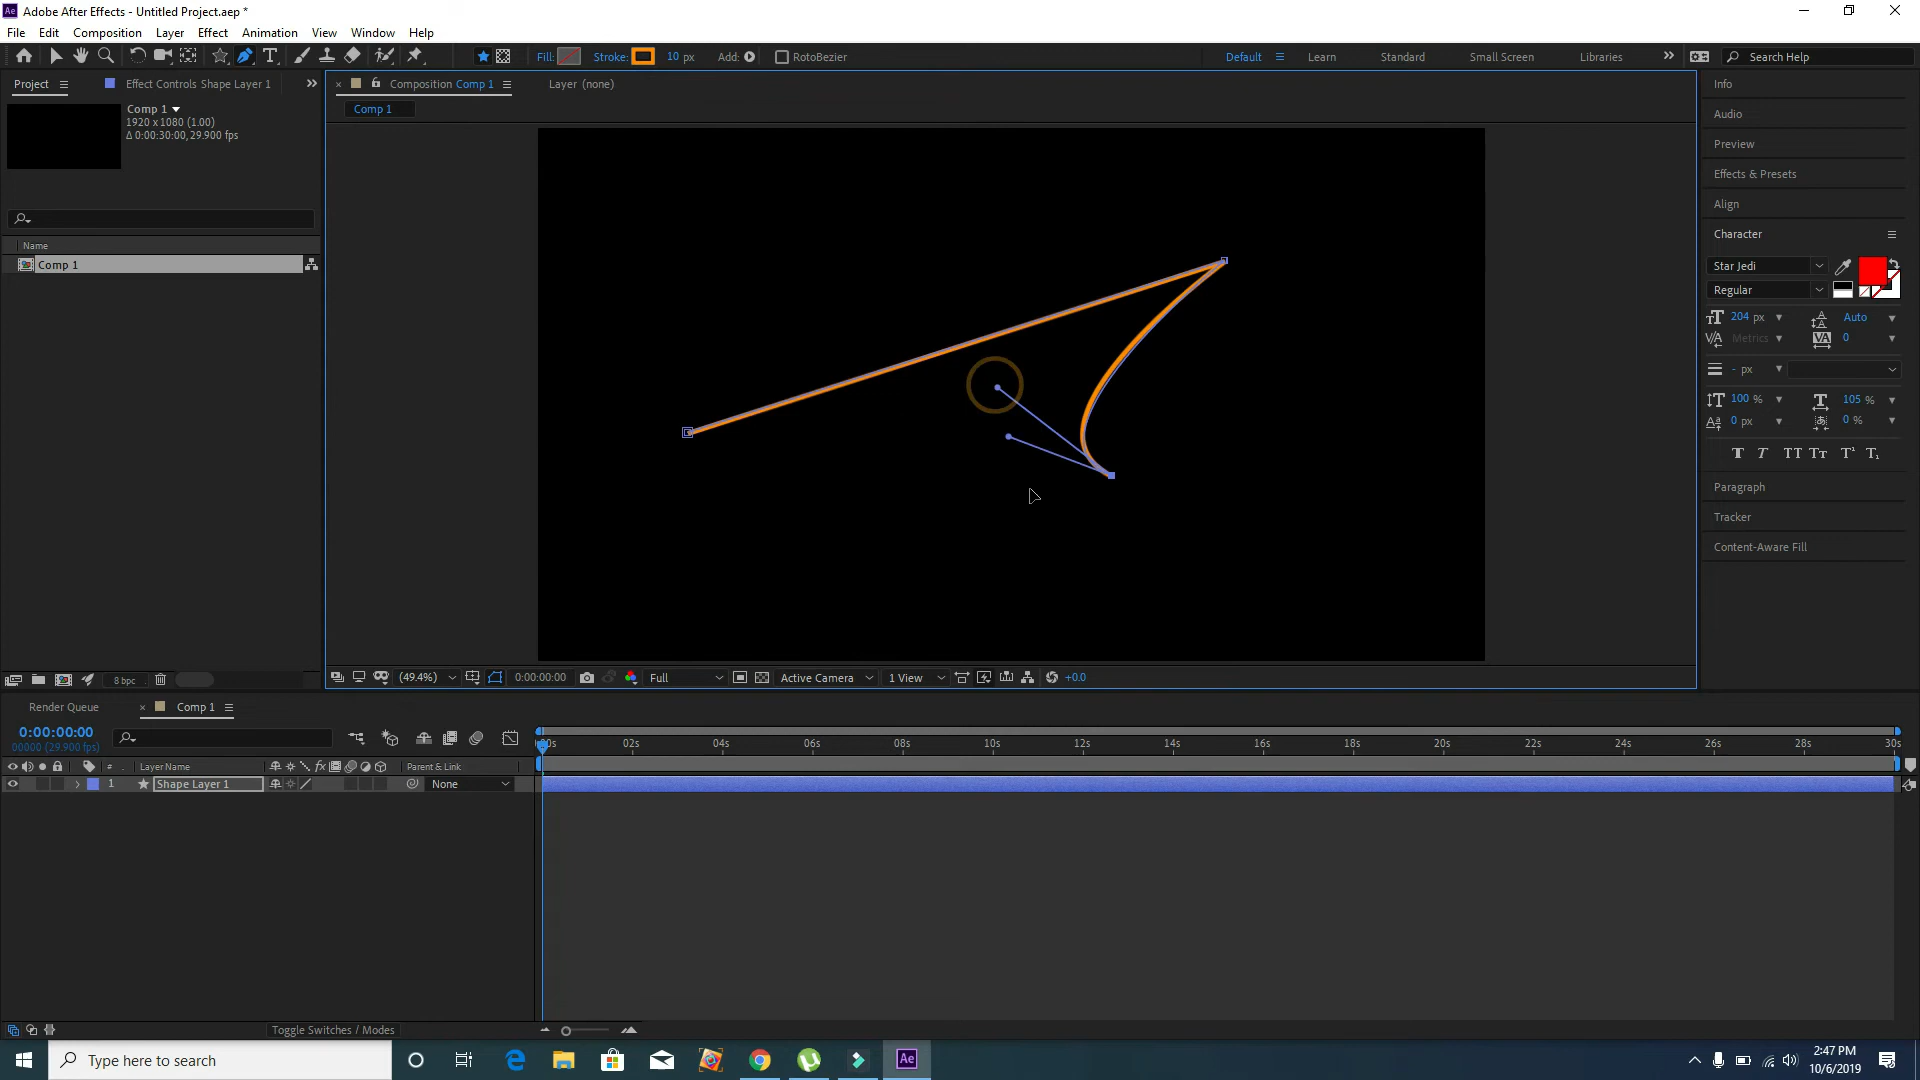 Adobe After Effects - Untitled Project.aep *
File Edit Composition Layer Effect Animation View Window Help
Fill: Stroke: 10 px Add: RotoBezier Default Learn Standard Small Screen Libraries Search Help
Project Effect Controls Shape Layer 1
Composition Comp 1 Layer (none)
Comp 1
1920 x 1080 (1.00)
Δ 0:00:30:00, 29.900 fps
Comp 1
Name
Comp 1
8 bpc
(49.4%) 0:00:00:00 Full Active Camera 1 View +0.0
Info
Audio
Preview
Effects & Presets
Align
Character
Star Jedi
Regular
204 px Auto
Metrics 0
- px
100 % 105 %
0 px 0 %
T T TT Tt T¹ T₁
Paragraph
Tracker
Content-Aware Fill
Render Queue Comp 1
0:00:00:00
00000 (29.900 fps)
00s 02s 04s 06s 08s 10s 12s 14s 16s 18s 20s 22s 24s 26s 28s 30s
# Layer Name fx Parent & Link
1 Shape Layer 1 None
Toggle Switches / Modes
Type here to search
Ae
2:47 PM
10/6/2019